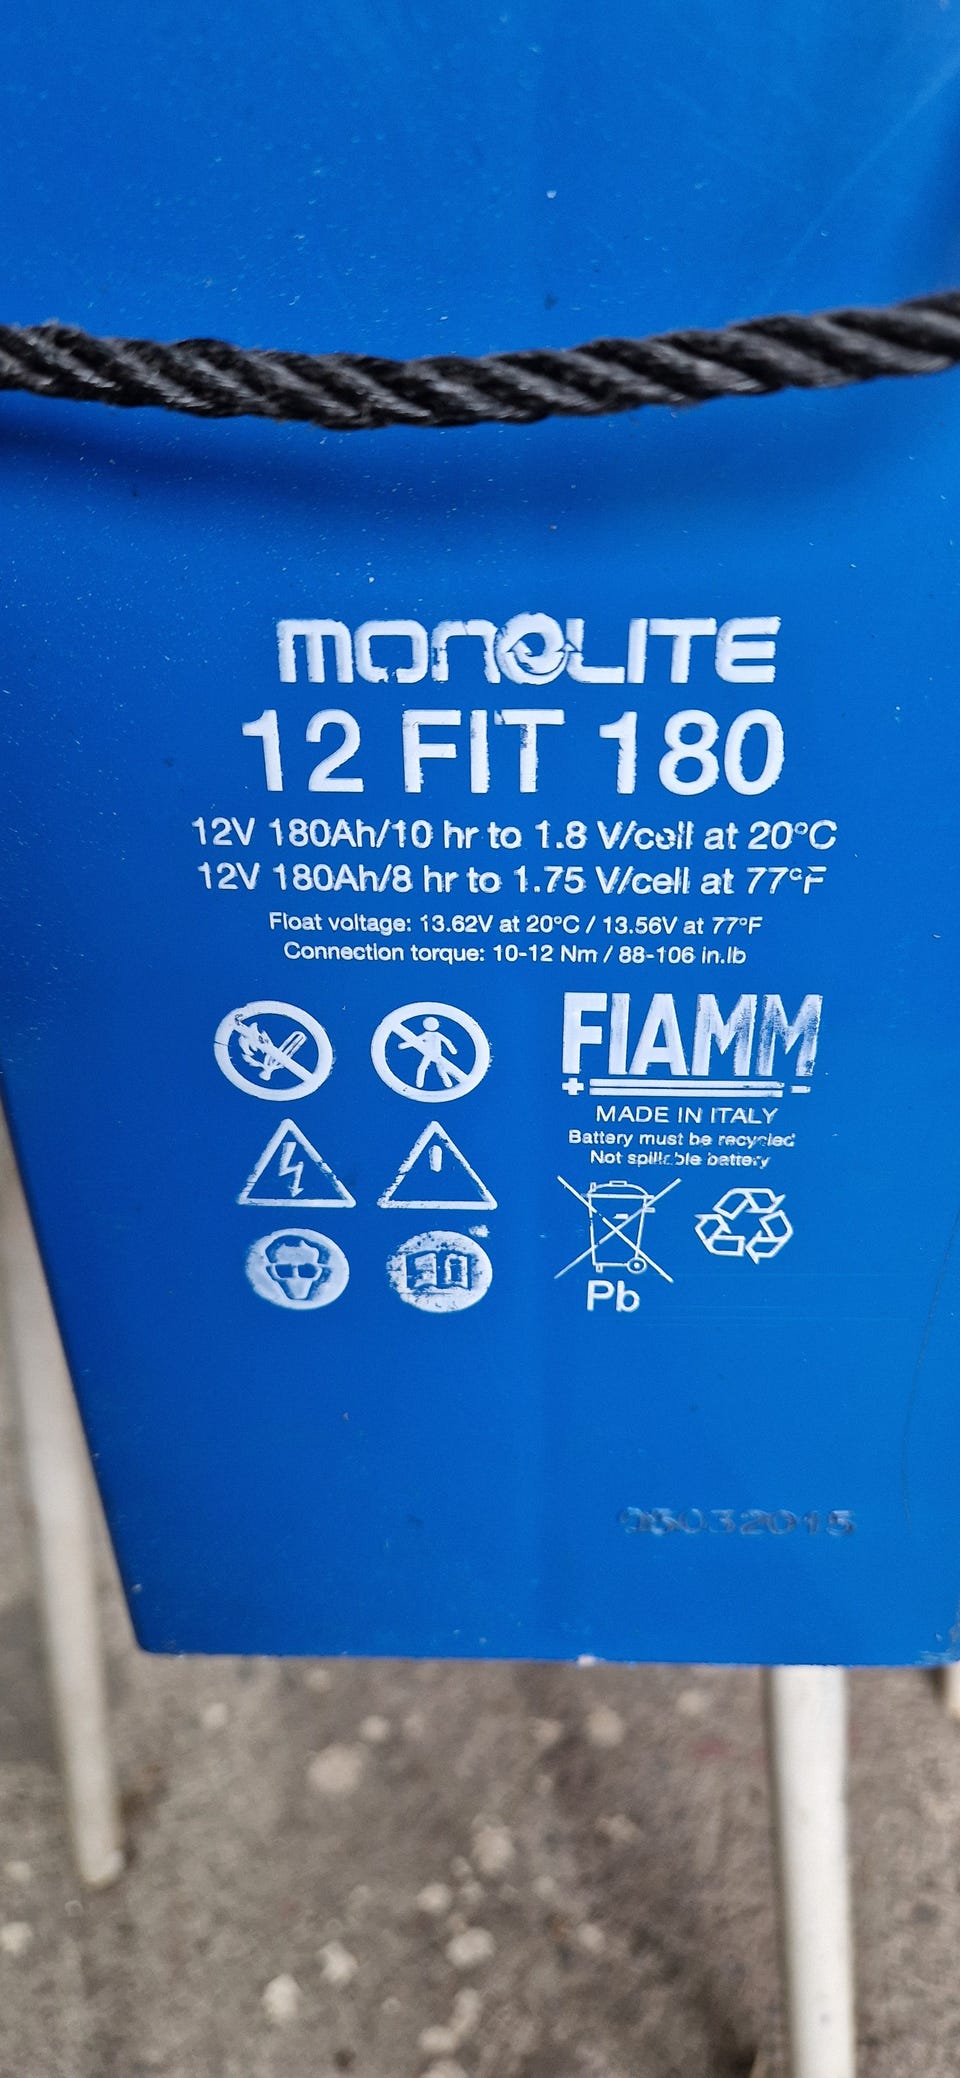 MONOLITE
12 FIT 180
12V 180Ah/10 hr to 1.8 V/cell at 20°C
12V 180Ah/8 hr to 1.75 V/cell at 77°F
Float voltage: 13.62V at 20°C / 13.56V at 77°F
Connection torque: 10-12 Nm / 88-106 in.lb
FIAMM
+ -
MADE IN ITALY
Battery must be recycled
Not spillable battery
Pb